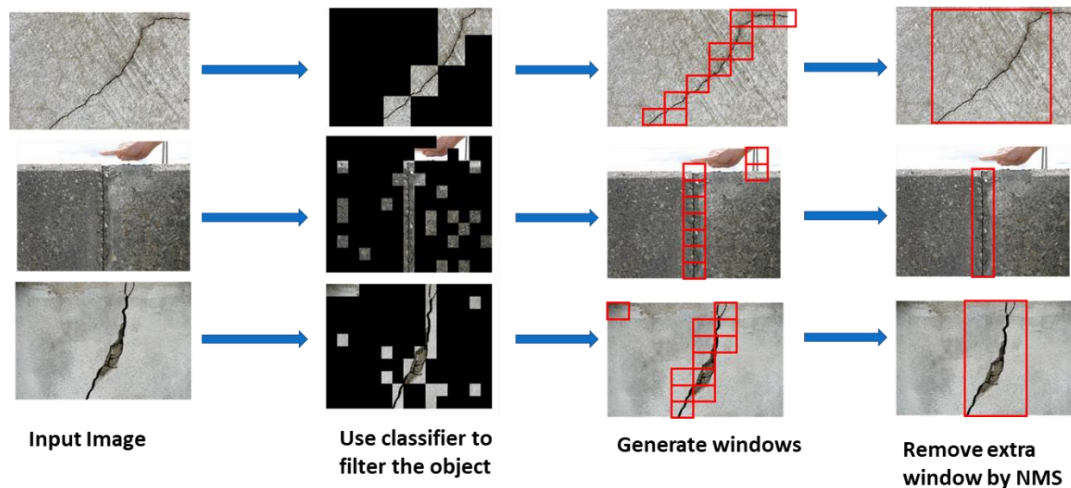 Input Image
Use classifier to
filter the object
Generate windows
Remove extra
window by NMS